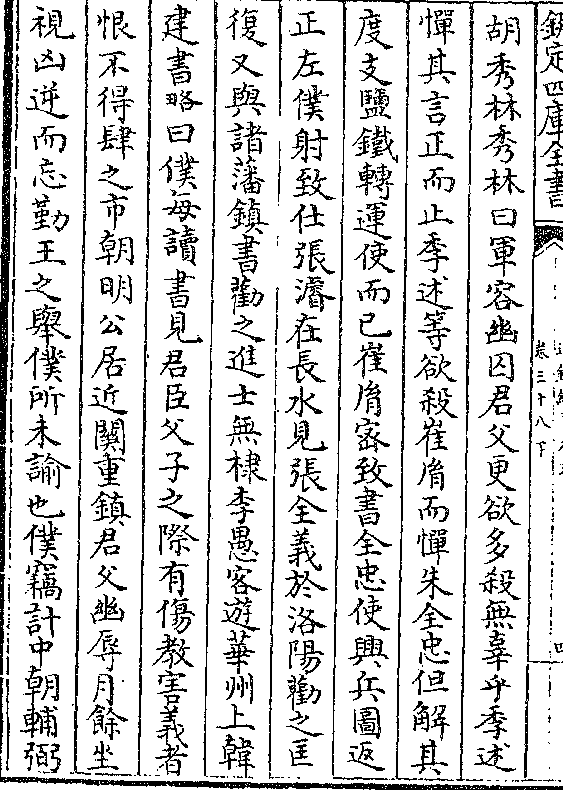 欽定四庫全書
卷三十八下
胡秀林秀林曰軍容幽囚君父更欲多殺無辜乎季述
憚其言正而止季述等欲殺崔胤而憚朱全忠但解其
度支鹽鐵轉運使而已崔胤密致書全忠使興兵圖返
正左僕射致仕張濬在長水見張全義於洛陽勸之匡
復又與諸藩鎮書勸之進士無棣李愚客遊華州上韓
建書略曰僕每讀書見君臣父子之際有傷教害義者
恨不得肆之市朝明公居近關重鎮君父幽辱月餘坐
視凶逆而忘勤王之舉僕所未諭也僕竊計中朝輔弼